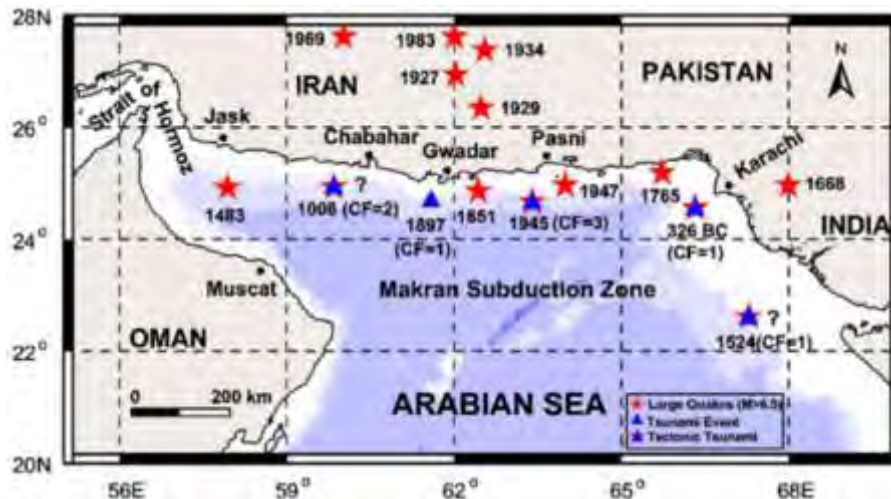 28N
26°
24°
22°
20N
56E
59°
62°
65°
68E
N
1969
1983
1934
1927
1929
IRAN
PAKISTAN
Strait of
Hormoz
Jask
Chabahar
Gwadar
Pasni
Karachi
1483
?
1008 (CF=2)
1897
(CF=1)
1851
1945 (CF=3)
1947
1765
326 BC
(CF=1)
1668
INDIA
Muscat
Makran Subduction Zone
?
1524(CF=1)
OMAN
0 200 km
ARABIAN SEA
Large Quakes (M>6.5)
Tsunami Event
Tectonic Tsunami